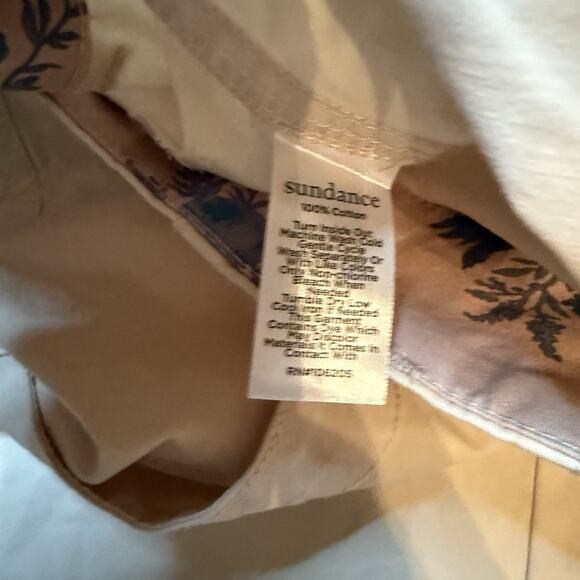 sundance
100% Cotton
Turn Inside Out
Machine Wash Cold
Gentle Cycle
Wash Separately Or
With Like Colors
Only Non-Chlorine
Bleach When
Needed
Tumble Dry Low
Cool Iron If Needed
This Garment
Contains Dye Which
May Discolor
Materials It Comes In
Contact With
RN#106205